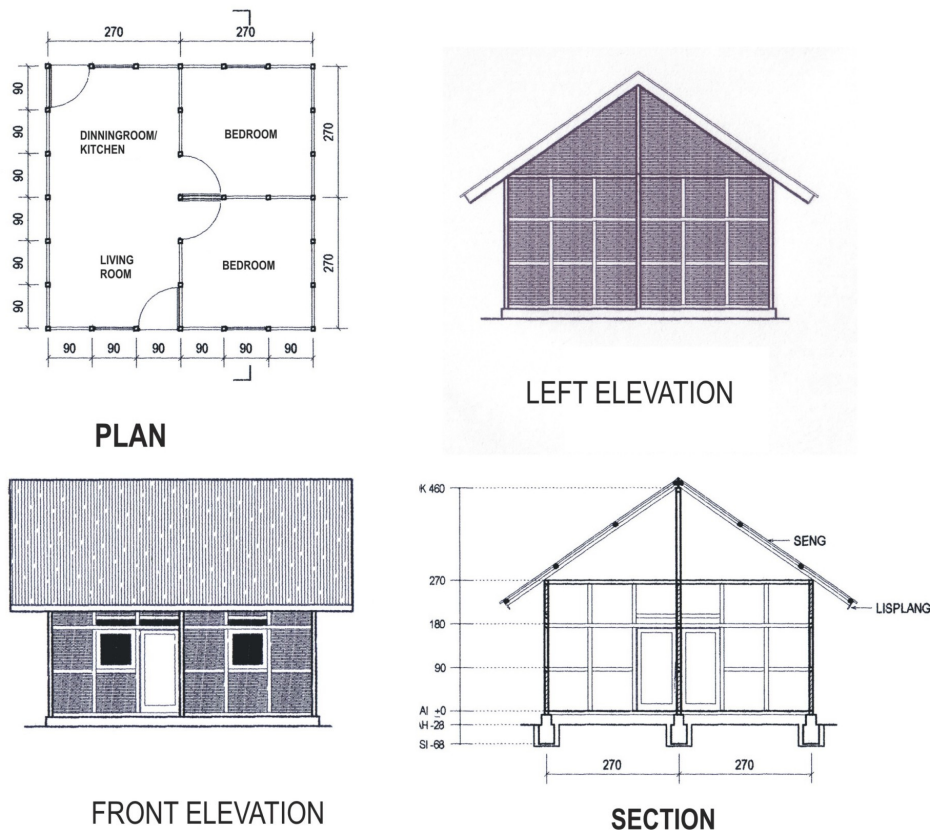 270
270
90
90
90
90
90
90
DINNINGROOM/
KITCHEN
BEDROOM
270
LIVING
ROOM
BEDROOM
270
90
90
90
90
90
90
PLAN
LEFT ELEVATION
FRONT ELEVATION
K 460
SENG
270
LISPLANG
180
90
AI ±0
H -28
SI -68
270
270
SECTION